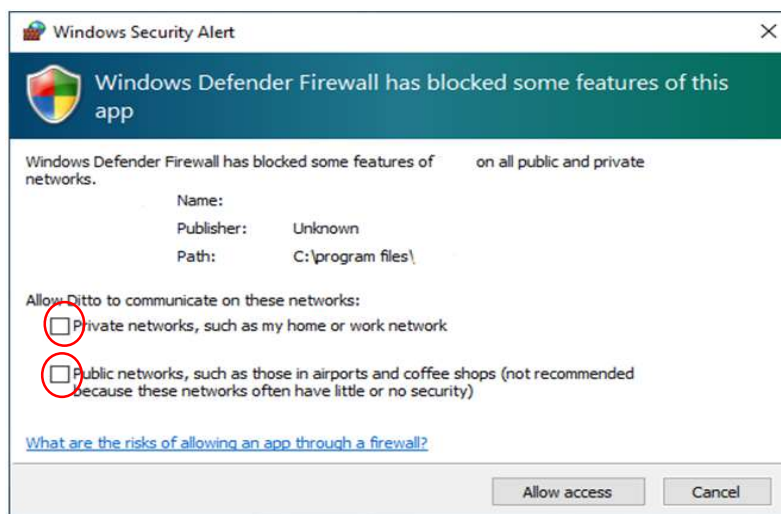 Windows Security Alert
Windows Defender Firewall has blocked some features of this
app
Windows Defender Firewall has blocked some features of on all public and private
networks.
Name:
Publisher: Unknown
Path: C:\program files\
Allow Ditto to communicate on these networks:
Private networks, such as my home or work network
Public networks, such as those in airports and coffee shops (not recommended
because these networks often have little or no security)
What are the risks of allowing an app through a firewall?
Allow access Cancel